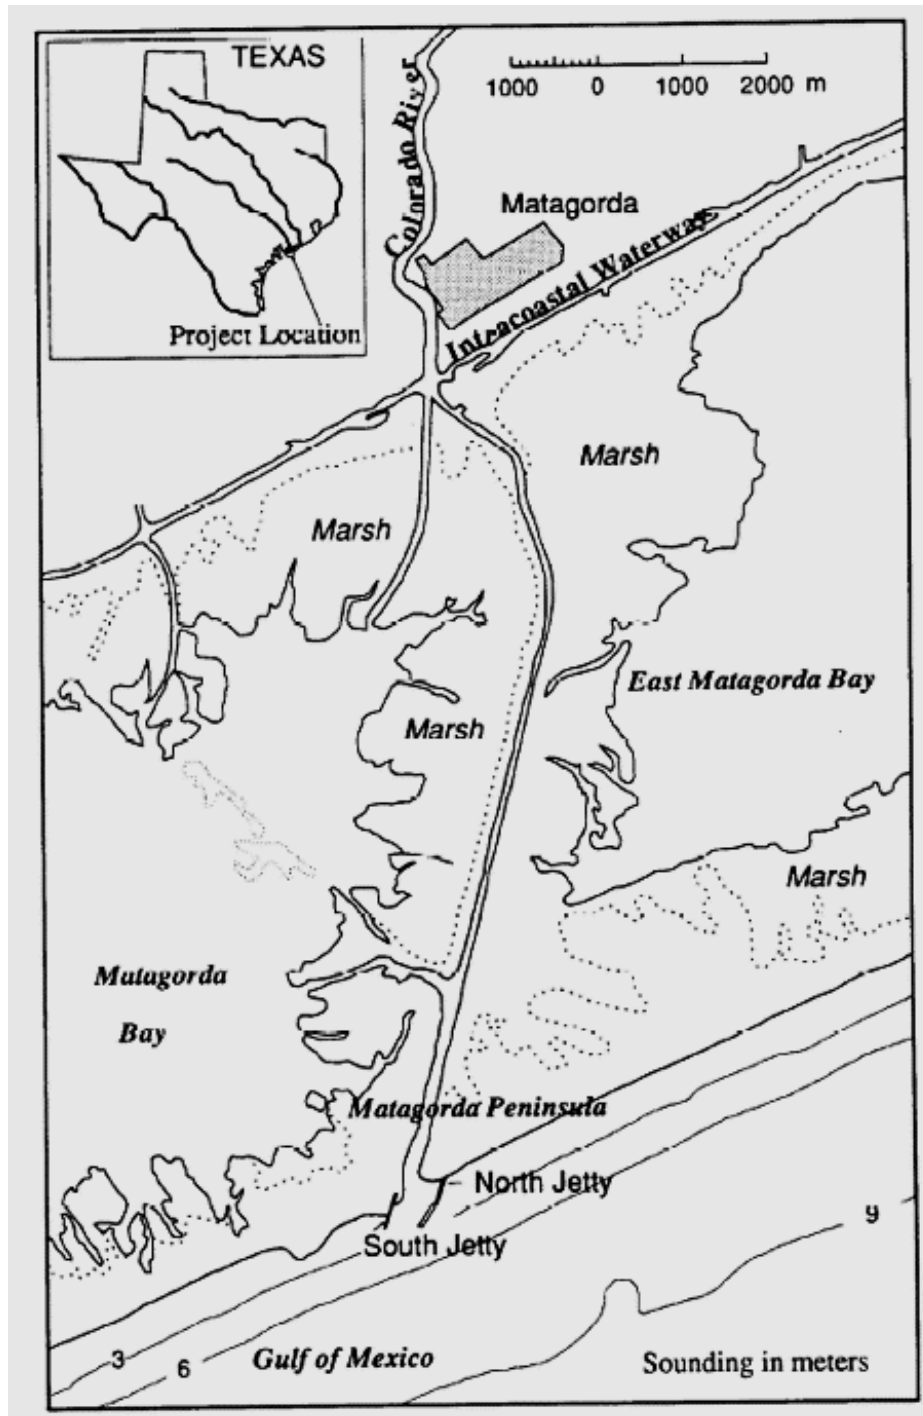 TEXAS
Project Location
Colorado River
1000 0 1000 2000 m
Matagorda
Intracoastal Waterways
Marsh
Marsh
East Matagorda Bay
Marsh
Marsh
Matagorda
Bay
Matagorda Peninsula
North Jetty
South Jetty
9
3
6
Gulf of Mexico
Sounding in meters